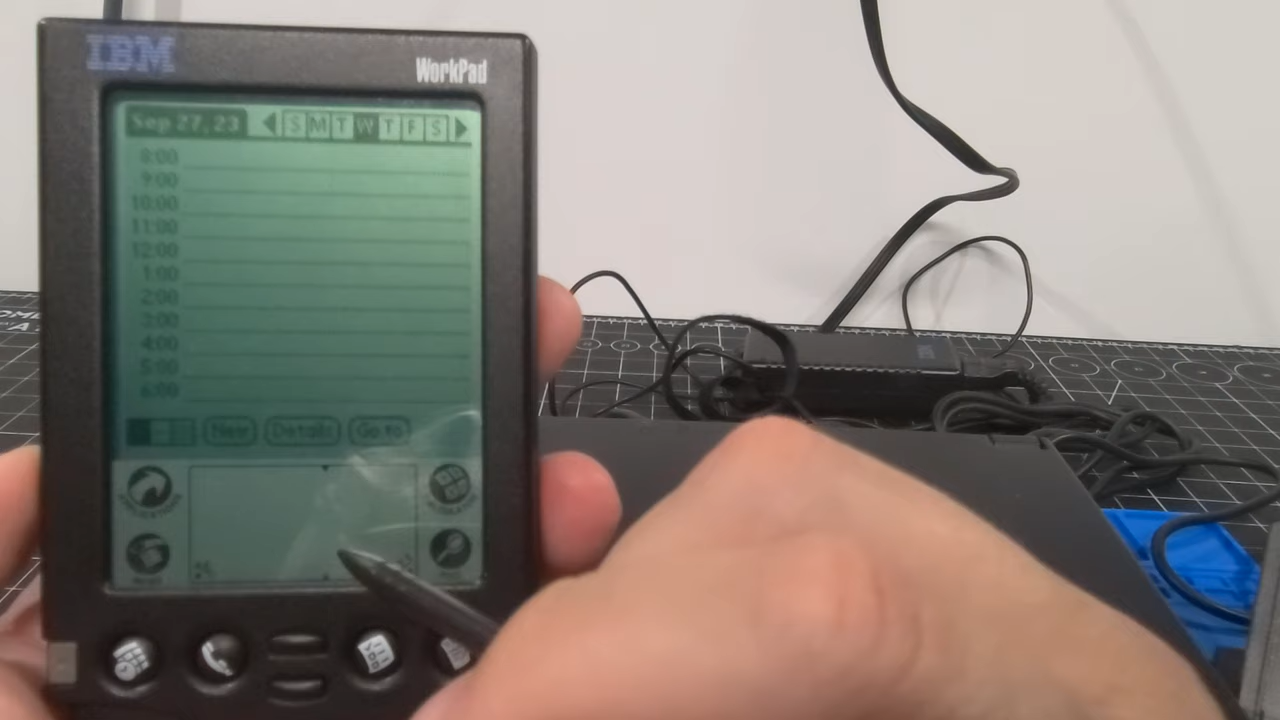 IBM
WorkPad
Sep 27, 23 S M T W T F S
8:00
9:00
10:00
11:00
12:00
1:00
2:00
3:00
4:00
5:00
6:00
New Details Go to
IBM